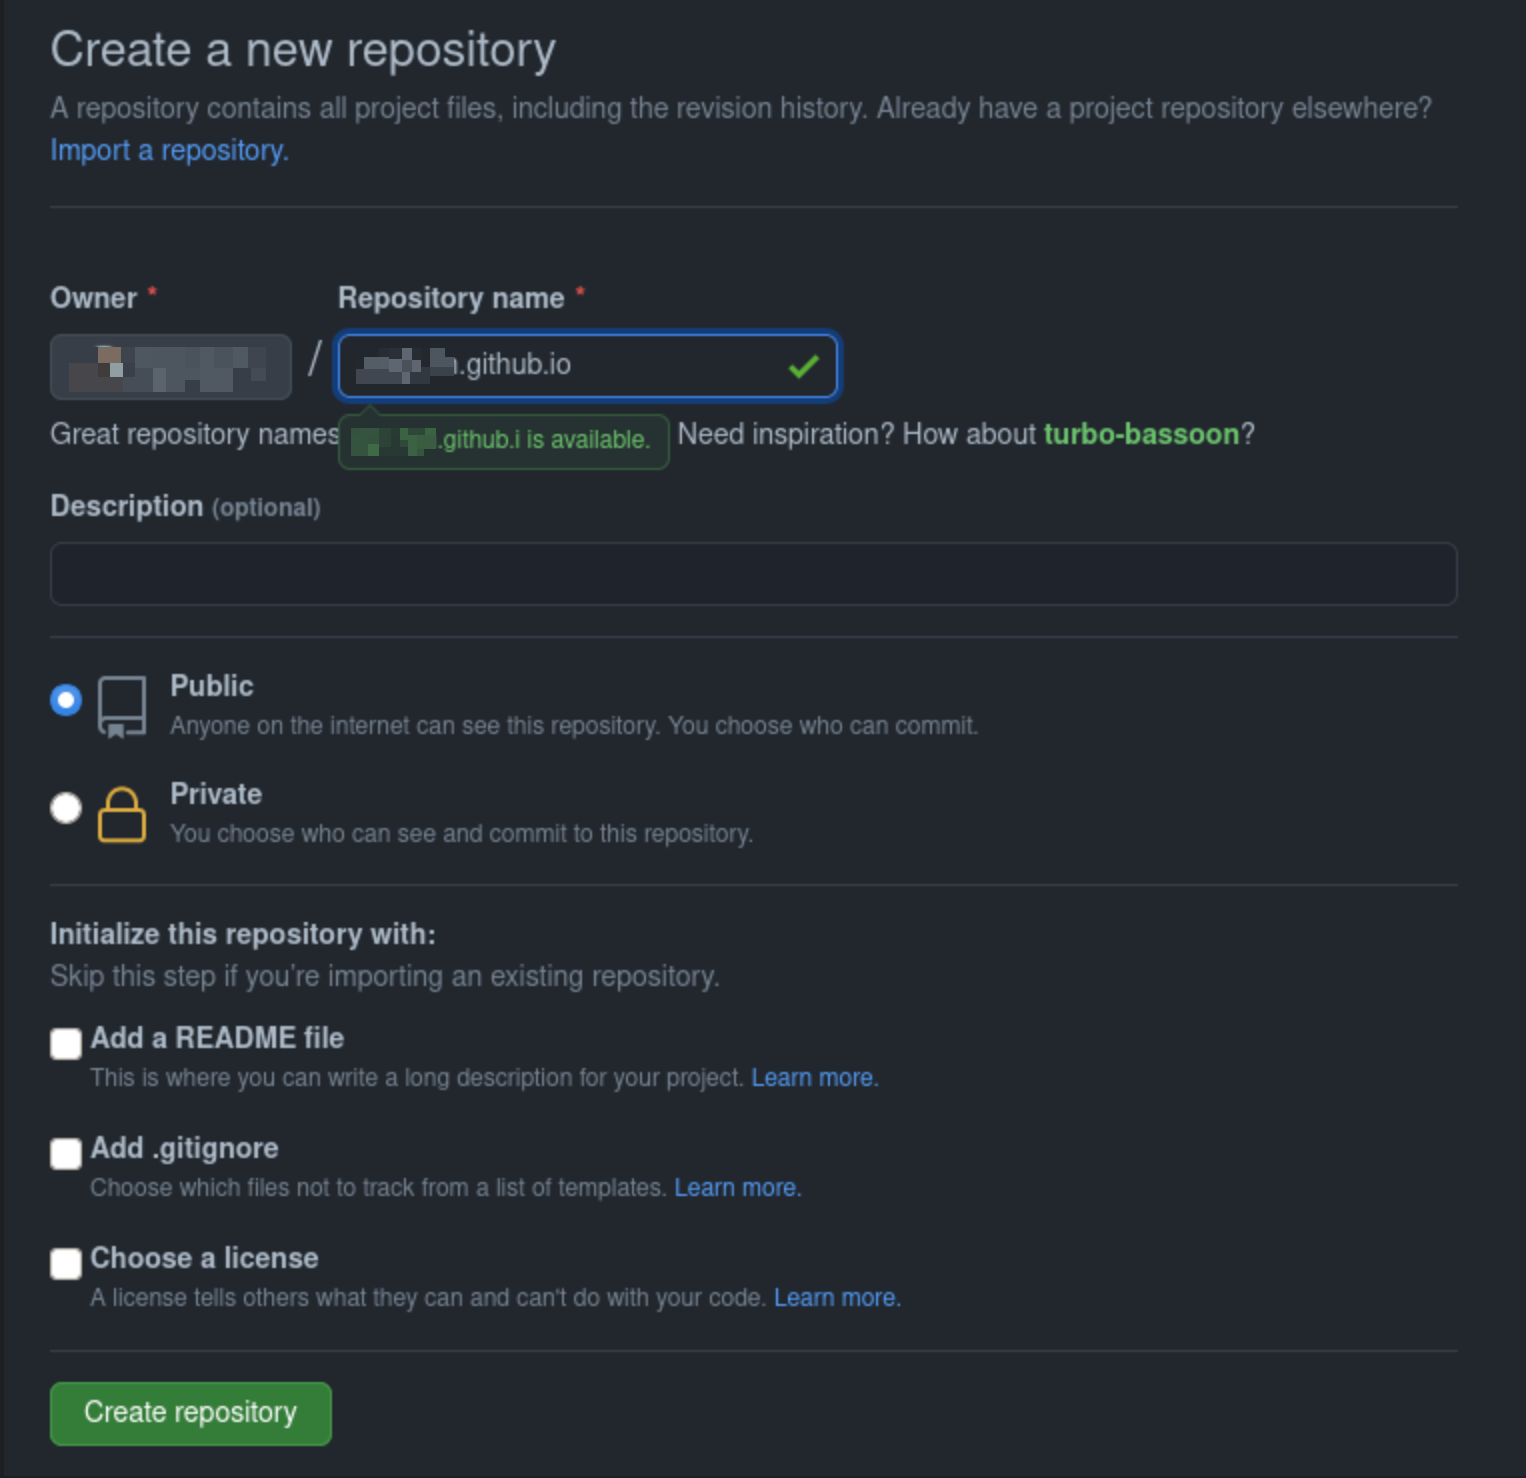 Create a new repository
A repository contains all project files, including the revision history. Already have a project repository elsewhere?
Import a repository.
Owner * Repository name *
/ .github.io
Great repository names .github.i is available. Need inspiration? How about turbo-bassoon?
Description (optional)
Public
Anyone on the internet can see this repository. You choose who can commit.
Private
You choose who can see and commit to this repository.
Initialize this repository with:
Skip this step if you’re importing an existing repository.
Add a README file
This is where you can write a long description for your project. Learn more.
Add .gitignore
Choose which files not to track from a list of templates. Learn more.
Choose a license
A license tells others what they can and can't do with your code. Learn more.
Create repository